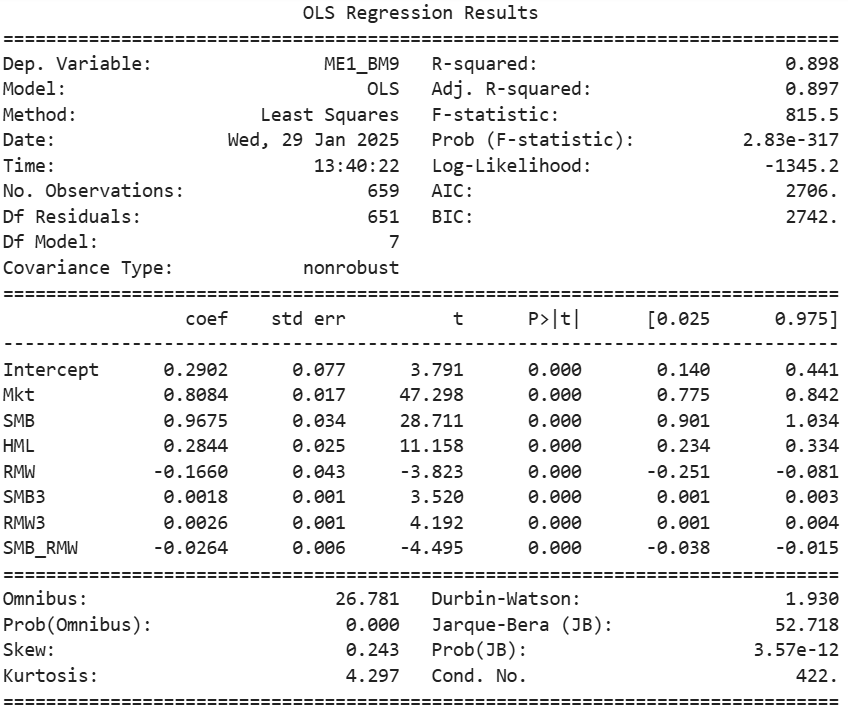 OLS Regression Results
==============================================================================
Dep. Variable:                ME1_BM9   R-squared:                       0.898
Model:                            OLS   Adj. R-squared:                  0.897
Method:                 Least Squares   F-statistic:                     815.5
Date:                Wed, 29 Jan 2025   Prob (F-statistic):          2.83e-317
Time:                        13:40:22   Log-Likelihood:                -1345.2
No. Observations:                 659   AIC:                             2706.
Df Residuals:                     651   BIC:                             2742.
Df Model:                           7
Covariance Type:            nonrobust
==============================================================================
                 coef    std err          t      P>|t|      [0.025      0.975]
------------------------------------------------------------------------------
Intercept      0.2902      0.077      3.791      0.000       0.140       0.441
Mkt            0.8084      0.017     47.298      0.000       0.775       0.842
SMB            0.9675      0.034     28.711      0.000       0.901       1.034
HML            0.2844      0.025     11.158      0.000       0.234       0.334
RMW           -0.1660      0.043     -3.823      0.000      -0.251      -0.081
SMB3           0.0018      0.001      3.520      0.000       0.001       0.003
RMW3           0.0026      0.001      4.192      0.000       0.001       0.004
SMB_RMW       -0.0264      0.006     -4.495      0.000      -0.038      -0.015
==============================================================================
Omnibus:                       26.781   Durbin-Watson:                   1.930
Prob(Omnibus):                  0.000   Jarque-Bera (JB):               52.718
Skew:                           0.243   Prob(JB):                     3.57e-12
Kurtosis:                       4.297   Cond. No.                         422.
==============================================================================